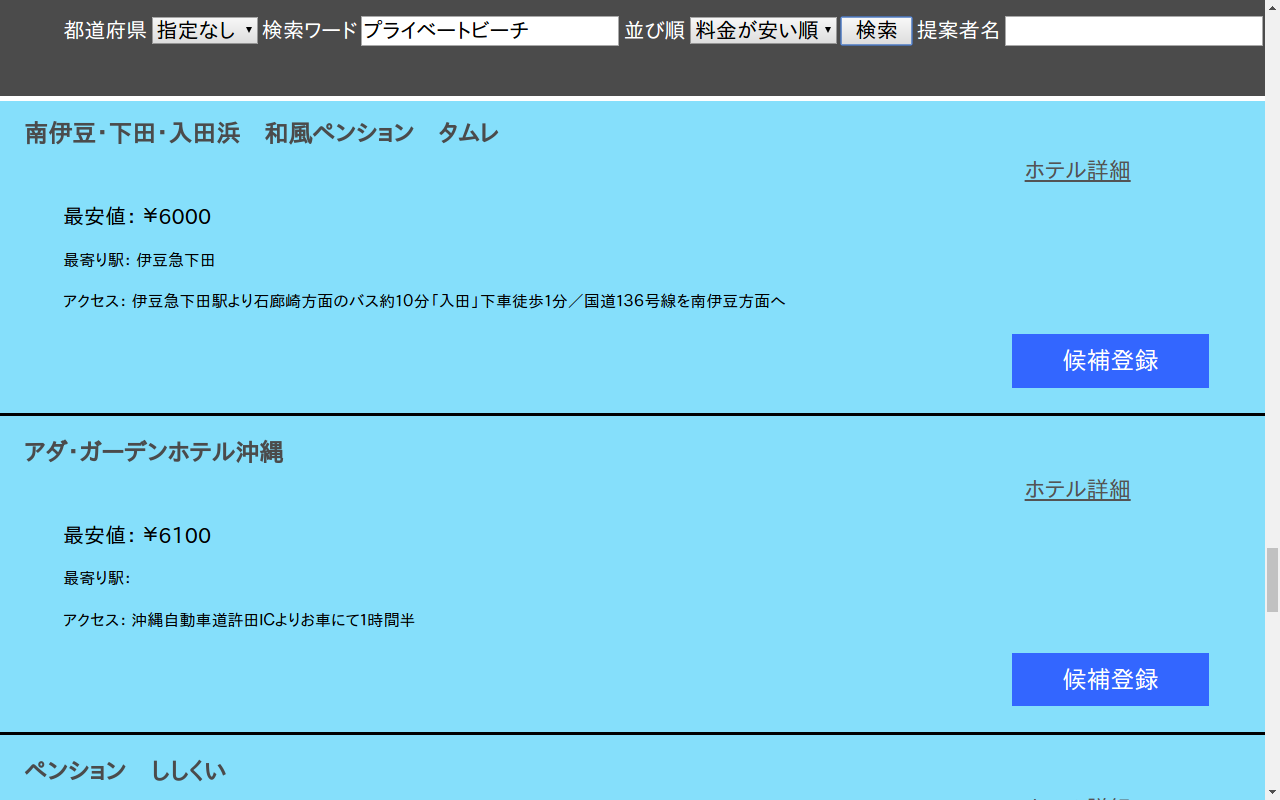 都道府県 指定なし 検索ワード プライベートビーチ 並び順 料金が安い順 検索 提案者名
南伊豆・下田・入田浜　和風ペンション　タムレ
ホテル詳細
最安値: ¥6000
最寄り駅: 伊豆急下田
アクセス: 伊豆急下田駅より石廊崎方面のバス約10分「入田」下車徒歩1分／国道136号線を南伊豆方面へ
候補登録
アダ・ガーデンホテル沖縄
ホテル詳細
最安値: ¥6100
最寄り駅:
アクセス: 沖縄自動車道許田ICよりお車にて1時間半
候補登録
ペンション　ししくい